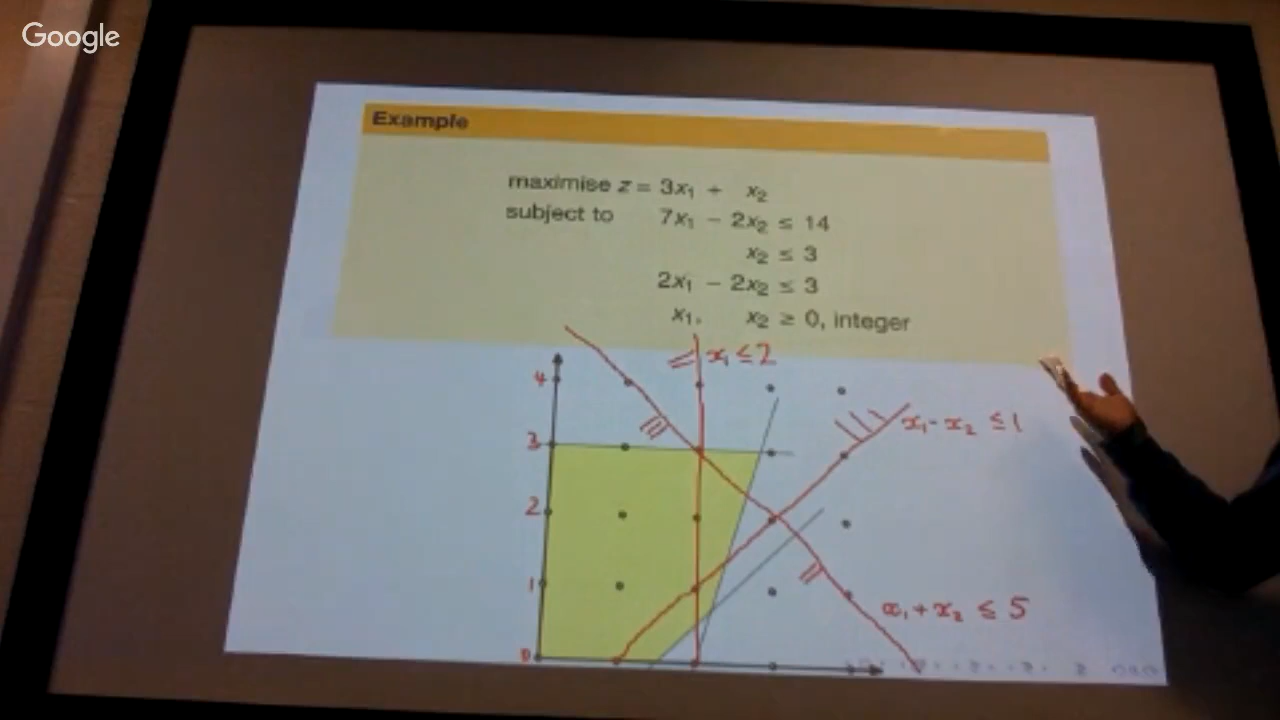 Google
Example
maximise z = 3x₁ + x₂
subject to 7x₁ − 2x₂ ≤ 14
x₂ ≤ 3
2x₁ − 2x₂ ≤ 3
x₁, x₂ ≥ 0, integer
x₁ ≤ 2
4
x₁ - x₂ ≤ 1
3
2
1
x₁ + x₂ ≤ 5
0